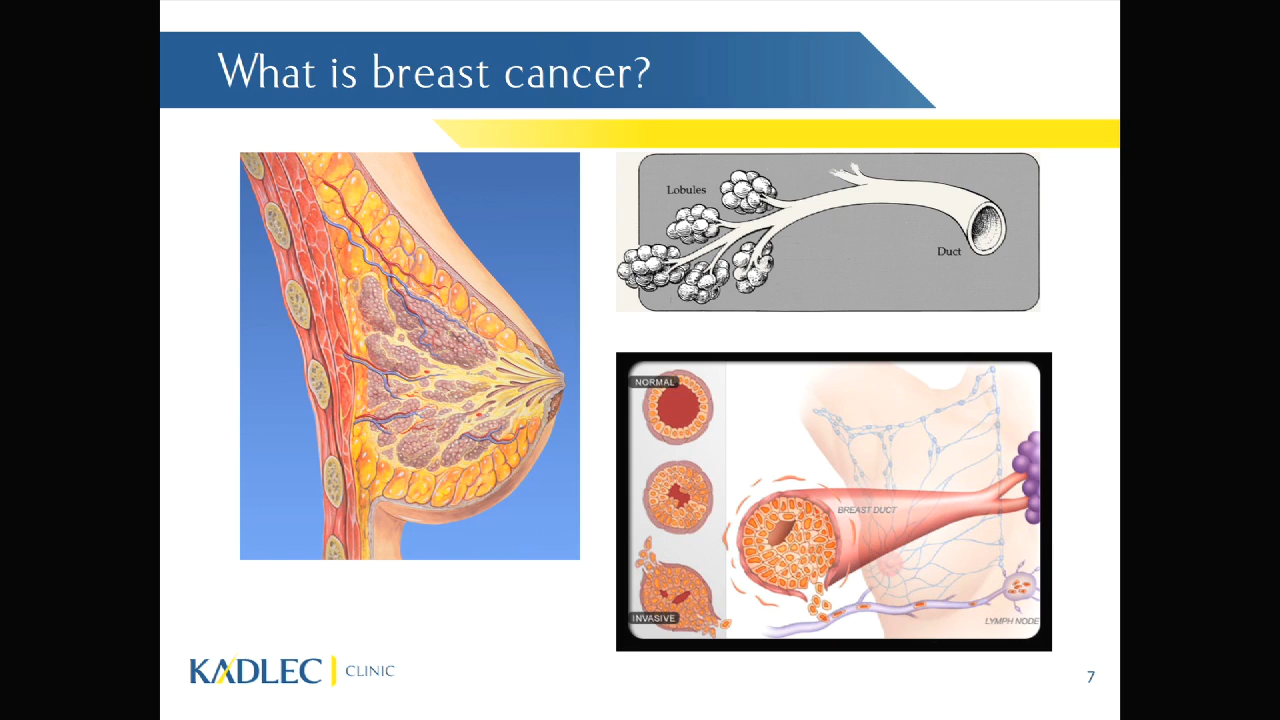 What is breast cancer?
Lobules
Duct
NORMAL
BREAST DUCT
INVASIVE
LYMPH NODE
KADLEC | CLINIC
7